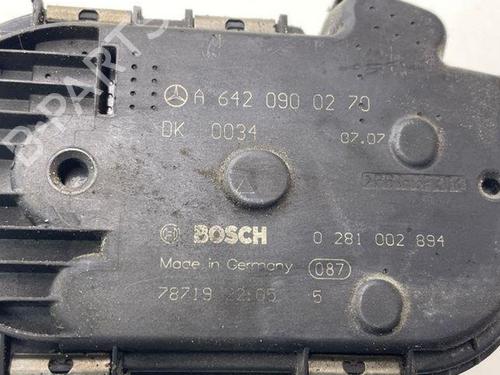 A 642 090 02 70
DK 0034 07.07
BOSCH 0 281 002 894
Made in Germany 087
78719 22:05 5